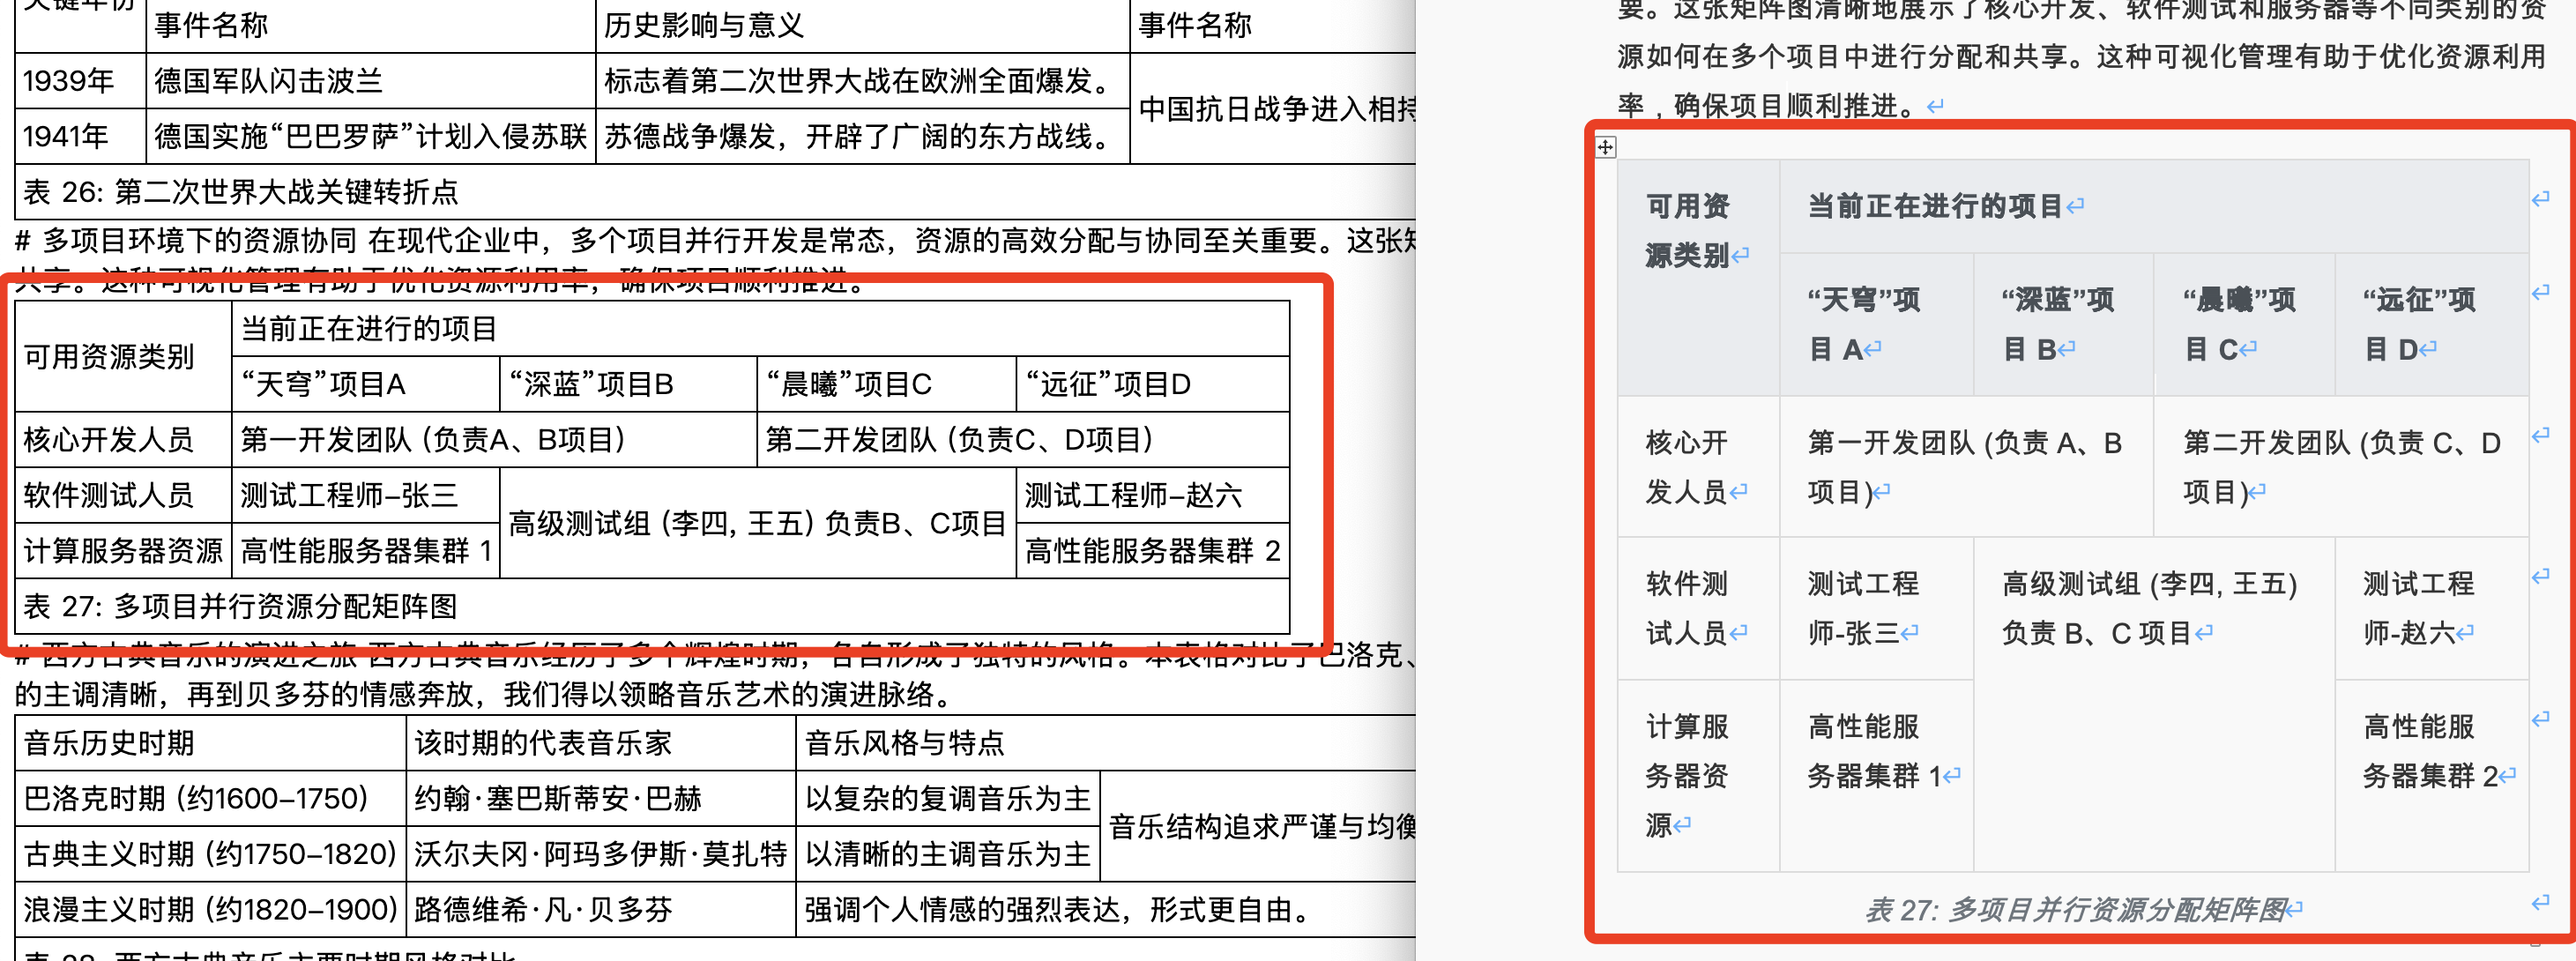 关键年份
事件名称
历史影响与意义
事件名称
1939年
德国军队闪击波兰
标志着第二次世界大战在欧洲全面爆发。
中国抗日战争进入相持
1941年
德国实施“巴巴罗萨”计划入侵苏联
苏德战争爆发，开辟了广阔的东方战线。
表 26: 第二次世界大战关键转折点
# 多项目环境下的资源协同 在现代企业中，多个项目并行开发是常态，资源的高效分配与协同至关重要。这张矩
共享。这种可视化管理有助于优化资源利用率，确保项目顺利推进。
可用资源类别
当前正在进行的项目
“天穹”项目A
“深蓝”项目B
“晨曦”项目C
“远征”项目D
核心开发人员
第一开发团队 (负责A、B项目)
第二开发团队 (负责C、D项目)
软件测试人员
测试工程师-张三
高级测试组 (李四, 王五) 负责B、C项目
测试工程师-赵六
计算服务器资源
高性能服务器集群 1
高性能服务器集群 2
表 27: 多项目并行资源分配矩阵图
# 西方古典音乐的演进之旅 西方古典音乐经历了多个辉煌时期，各自形成了独特的风格。本表格对比了巴洛克、
的主调清晰，再到贝多芬的情感奔放，我们得以领略音乐艺术的演进脉络。
音乐历史时期
该时期的代表音乐家
音乐风格与特点
巴洛克时期 (约1600-1750)
约翰·塞巴斯蒂安·巴赫
以复杂的复调音乐为主
音乐结构追求严谨与均衡
古典主义时期 (约1750-1820)
沃尔夫冈·阿玛多伊斯·莫扎特
以清晰的主调音乐为主
浪漫主义时期 (约1820-1900)
路德维希·凡·贝多芬
强调个人情感的强烈表达，形式更自由。
表 28: 西方古典音乐主要时期风格对比
要。这张矩阵图清晰地展示了核心开发、软件测试和服务器等不同类别的资
源如何在多个项目中进行分配和共享。这种可视化管理有助于优化资源利用
率，确保项目顺利推进。
可用资
源类别
当前正在进行的项目
“天穹”项
目 A
“深蓝”项
目 B
“晨曦”项
目 C
“远征”项
目 D
核心开
发人员
第一开发团队 (负责 A、B
项目)
第二开发团队 (负责 C、D
项目)
软件测
试人员
测试工程
师-张三
高级测试组 (李四, 王五)
负责 B、C 项目
测试工程
师-赵六
计算服
务器资
源
高性能服
务器集群 1
高性能服
务器集群 2
表 27: 多项目并行资源分配矩阵图